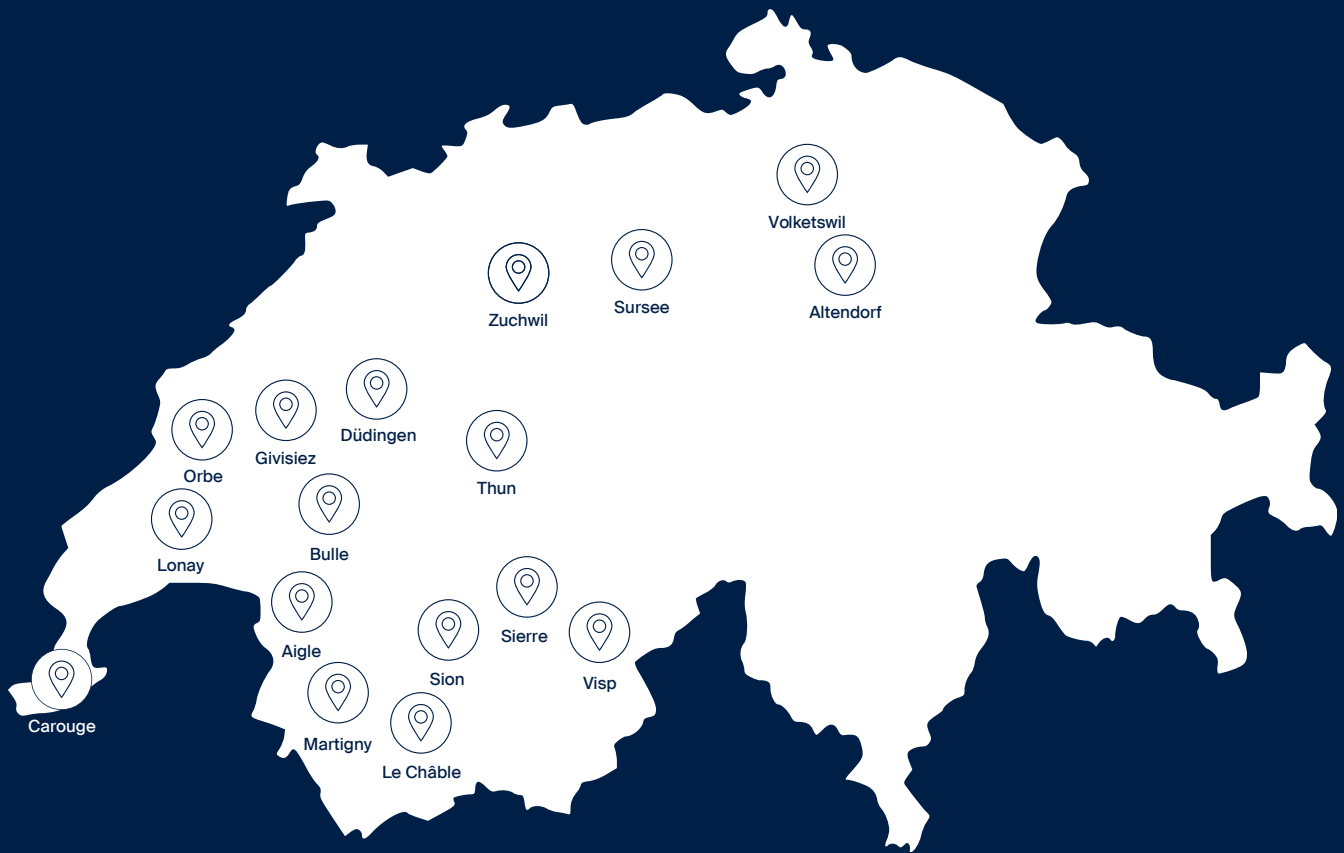 Volketswil
Sursee
Altendorf
Zuchwil
Düdingen
Givisiez
Orbe
Thun
Bulle
Lonay
Sierre
Aigle
Sion
Visp
Carouge
Martigny
Le Châble